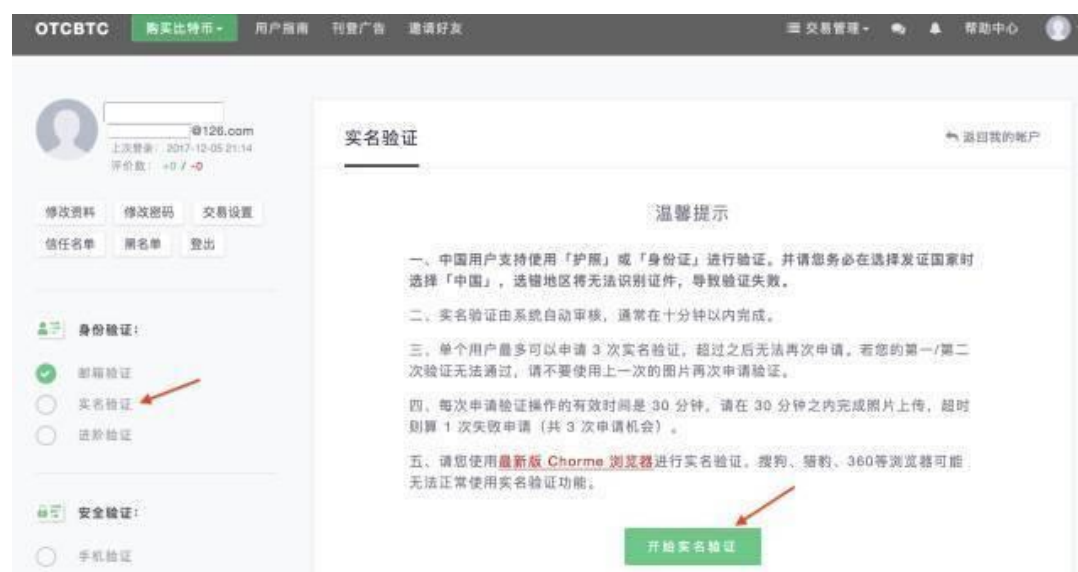 OTCBTC 购买比特币 用户指南 刊登广告 邀请好友 交易管理 帮助中心
@126.com
上次登录： 2017-12-05 21:14
评价数： +0 / -0
修改资料 修改密码 交易设置
信任名单 黑名单 登出
身份验证：
邮箱验证
实名验证
进阶验证
安全验证：
手机验证
实名验证 返回我的帐户
温馨提示
一、中国用户支持使用「护照」或「身份证」进行验证。并请您务必在选择发证国家时
选择「中国」，选错地区将无法识别证件，导致验证失败。
二、实名验证由系统自动审核，通常在十分钟以内完成。
三、单个用户最多可以申请 3 次实名验证，超过之后无法再次申请。若您的第一/第二
次验证无法通过，请不要使用上一次的图片再次申请验证。
四、每次申请验证操作的有效时间是 30 分钟，请在 30 分钟之内完成照片上传，超时
则算 1 次失败申请（共 3 次申请机会）。
五、请您使用最新版 Chorme 浏览器进行实名验证。搜狗、猎豹、360等浏览器可能
无法正常使用实名验证功能。
开始实名验证